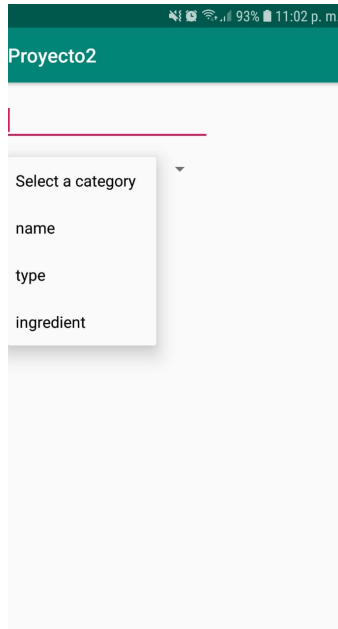 93% 11:02 p. m.
Proyecto2
Select a category
name
type
ingredient